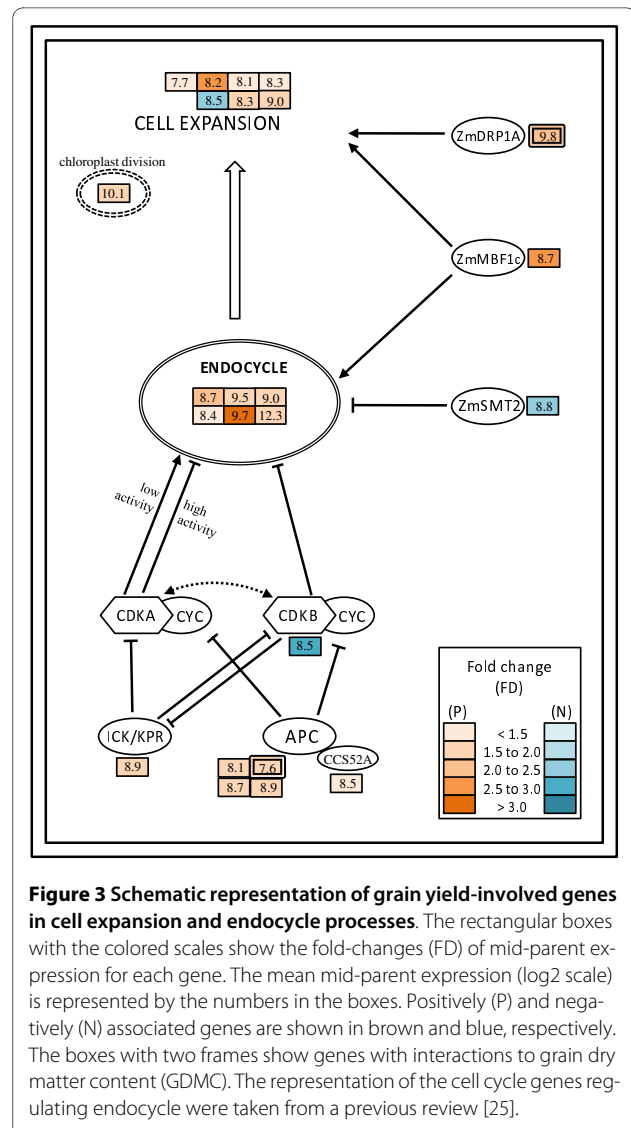 7.7 8.2 8.1 8.3
8.5 8.3 9.0
CELL EXPANSION
chloroplast division
10.1
ZmDRP1A 9.8
ZmMBF1c 8.7
ENDOCYCLE
8.7 9.5 9.0
8.4 9.7 12.3
ZmSMT2 8.8
low
activity
high
activity
CDKA CYC
CDKB CYC
8.5
ICK/KPR
8.9
APC
CCS52A
8.1 7.6
8.7 8.9
8.5
Fold change
(FD)
(P) (N)
< 1.5
1.5 to 2.0
2.0 to 2.5
2.5 to 3.0
> 3.0
Figure 3 Schematic representation of grain yield-involved genes
in cell expansion and endocycle processes. The rectangular boxes
with the colored scales show the fold-changes (FD) of mid-parent ex-
pression for each gene. The mean mid-parent expression (log2 scale)
is represented by the numbers in the boxes. Positively (P) and nega-
tively (N) associated genes are shown in brown and blue, respectively.
The boxes with two frames show genes with interactions to grain dry
matter content (GDMC). The representation of the cell cycle genes reg-
ulating endocycle were taken from a previous review [25].